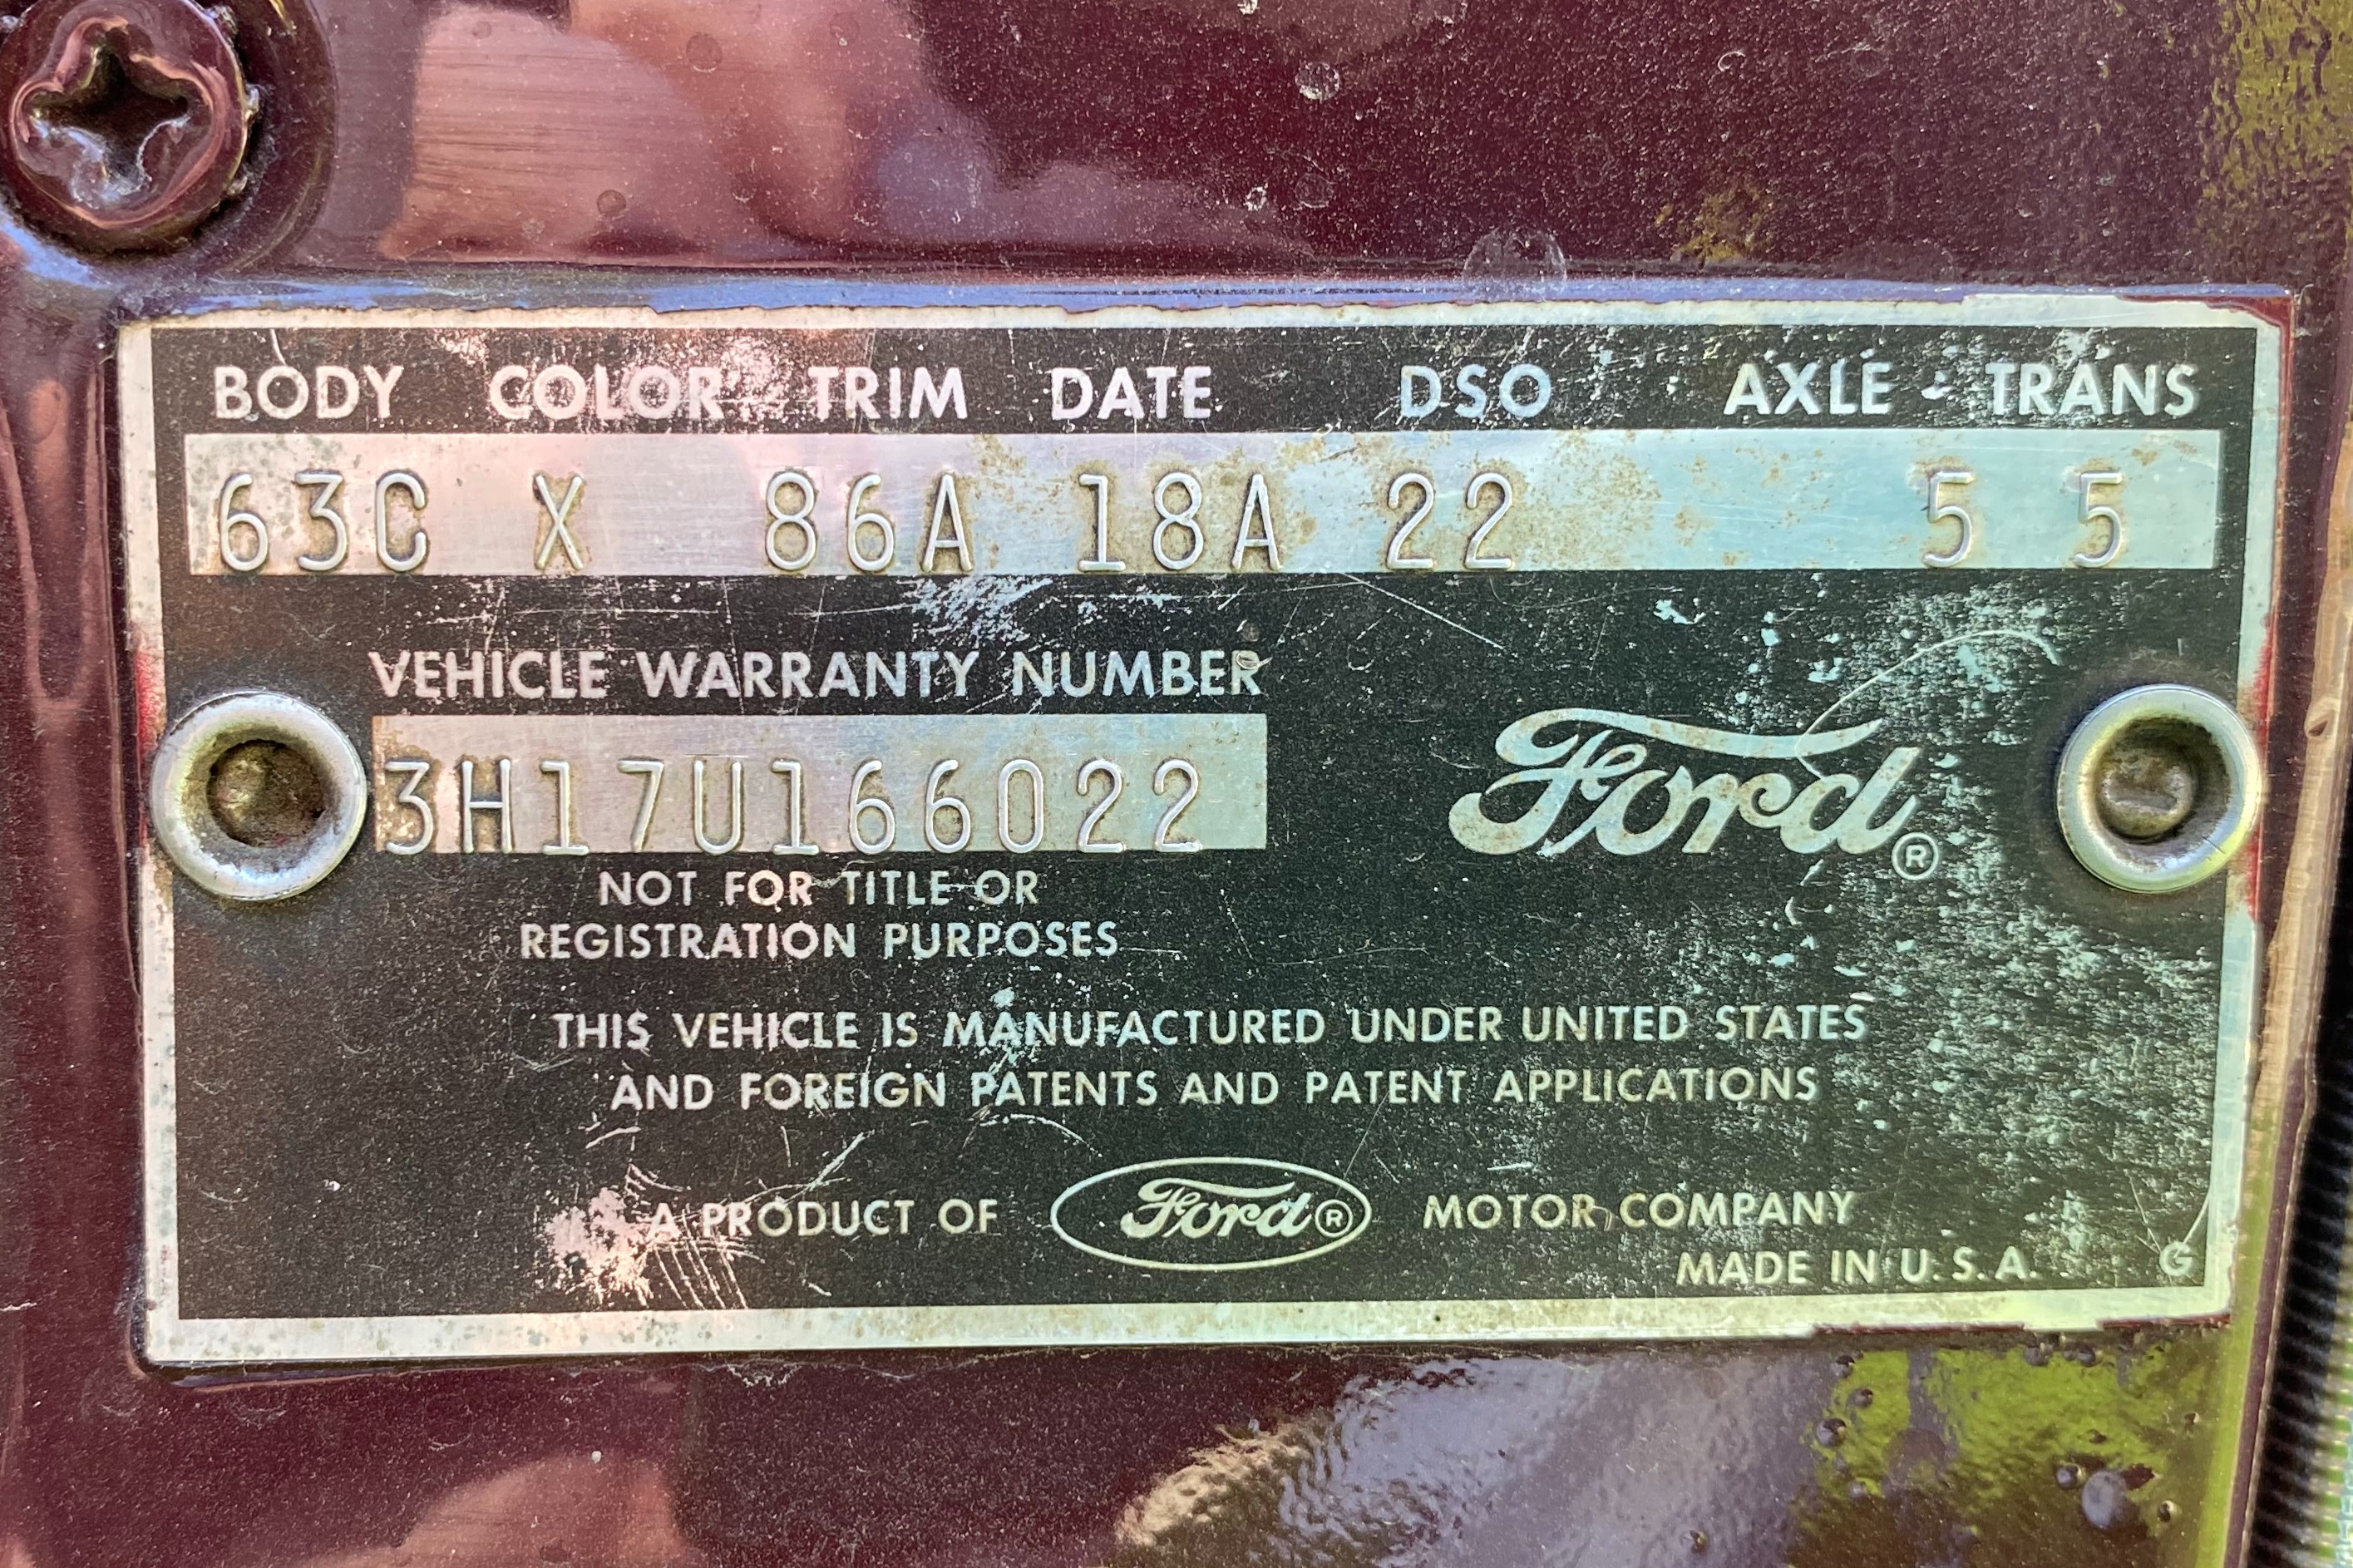 BODY COLOR TRIM DATE DSO AXLE TRANS
63C X 86A 18A 22 5 5
VEHICLE WARRANTY NUMBER
3H17U166022
Ford®
NOT FOR TITLE OR
REGISTRATION PURPOSES
THIS VEHICLE IS MANUFACTURED UNDER UNITED STATES
AND FOREIGN PATENTS AND PATENT APPLICATIONS
A PRODUCT OF Ford® MOTOR COMPANY
MADE IN U.S.A. G